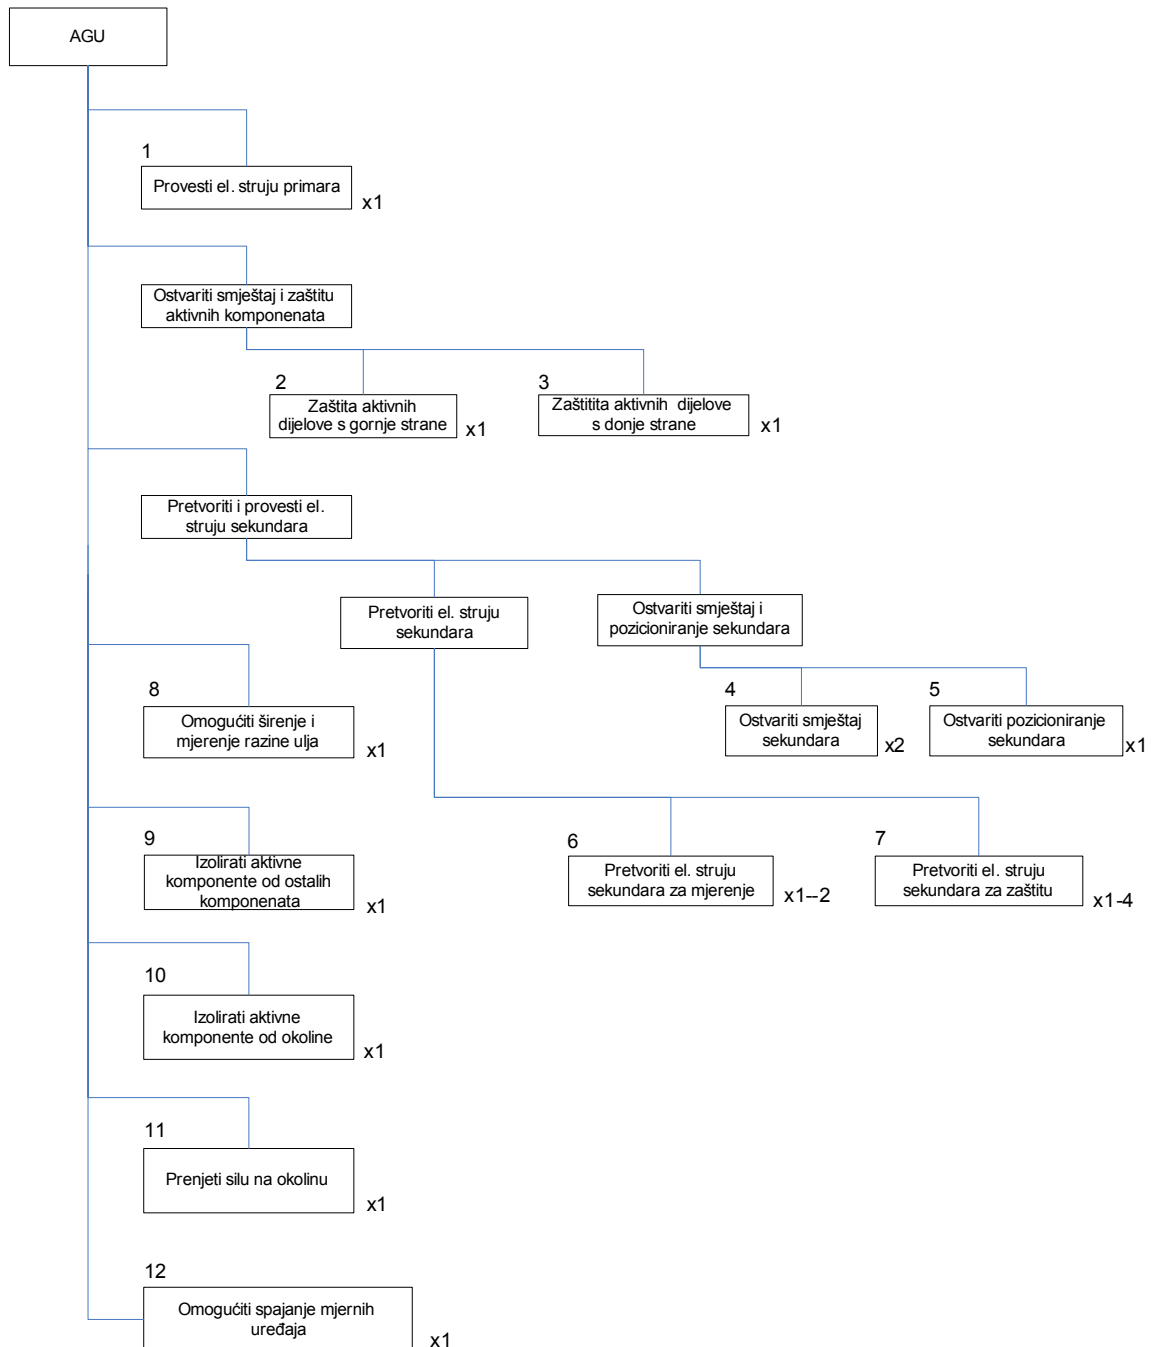 AGU
1
Provesti el. struju primara
x1
Ostvariti smještaj i zaštitu
aktivnih komponenata
2
Zaštita aktivnih
dijelove s gornje strane
x1
3
Zaštitita aktivnih dijelove
s donje strane
x1
Pretvoriti i provesti el.
struju sekundara
Pretvoriti el. struju
sekundara
Ostvariti smještaj i
pozicioniranje sekundara
4
Ostvariti smještaj
sekundara
x2
5
Ostvariti pozicioniranje
sekundara
x1
8
Omogućiti širenje i
mjerenje razine ulja
x1
6
Pretvoriti el. struju
sekundara za mjerenje
x1--2
7
Pretvoriti el. struju
sekundara za zaštitu
x1-4
9
Izolirati aktivne
komponente od ostalih
komponenata
x1
10
Izolirati aktivne
komponente od okoline
x1
11
Prenjeti silu na okolinu
x1
12
Omogućiti spajanje mjernih
uređaja
x1